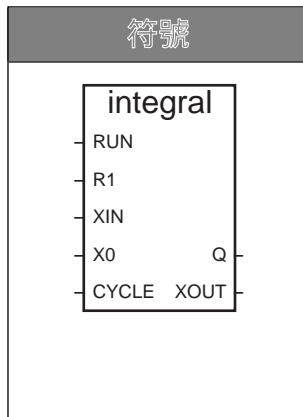 符號
integral
RUN
R1
XIN
X0 Q
CYCLE XOUT